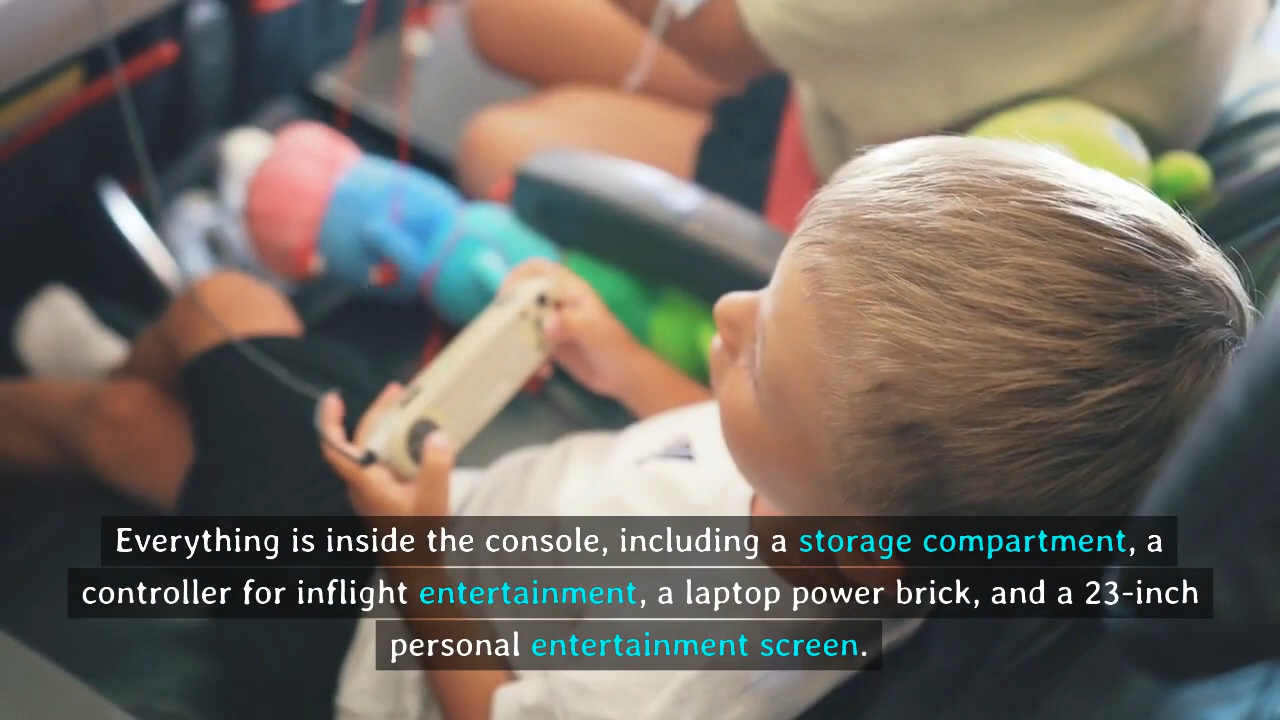 Everything is inside the console, including a storage compartment, a
controller for inflight entertainment, a laptop power brick, and a 23-inch
personal entertainment screen.